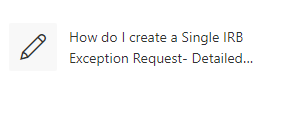 How do I create a Single IRB
Exception Request- Detailed...